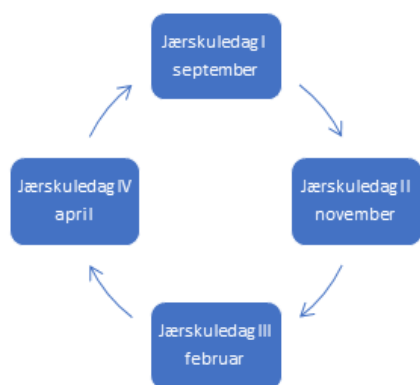 Jærskuledag I
september
Jærskuledag II
november
Jærskuledag III
februar
Jærskuledag IV
april